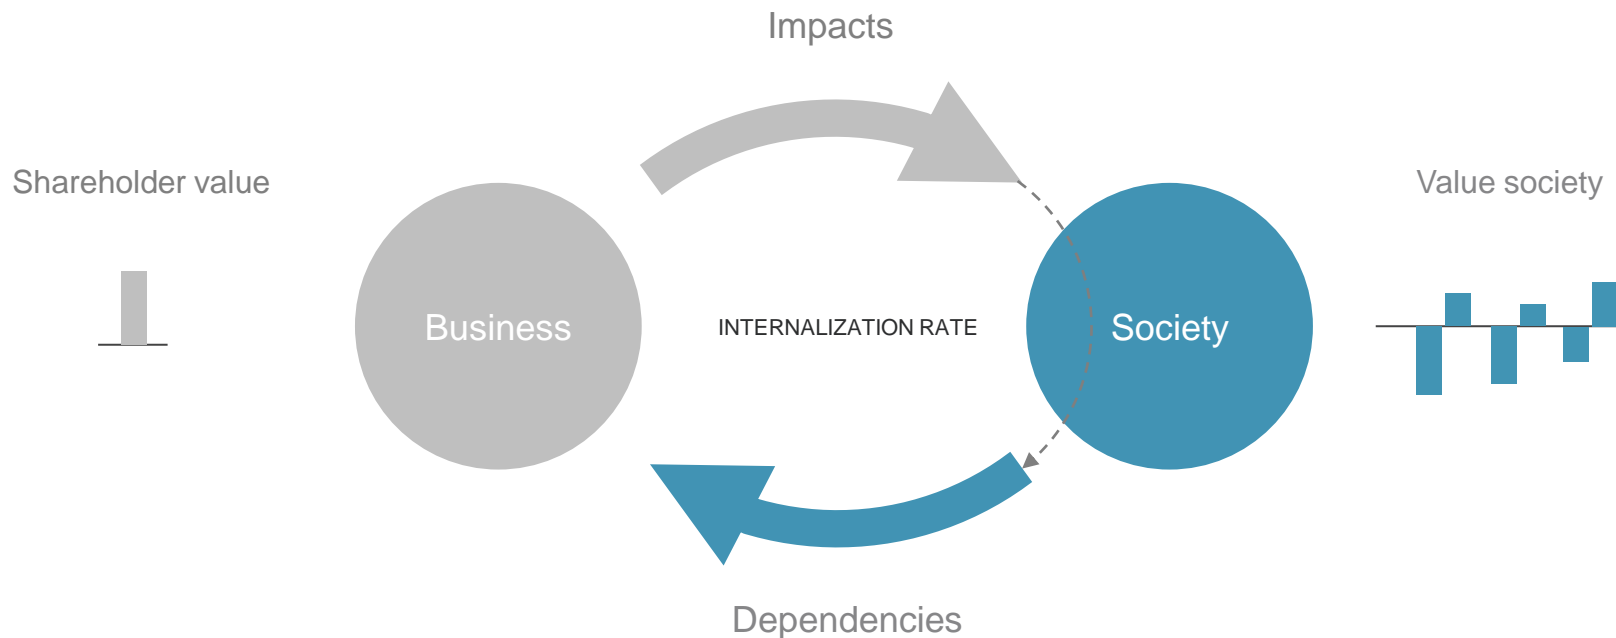 Impacts
Shareholder value
Value society
Business
INTERNALIZATION RATE
Society
Dependencies